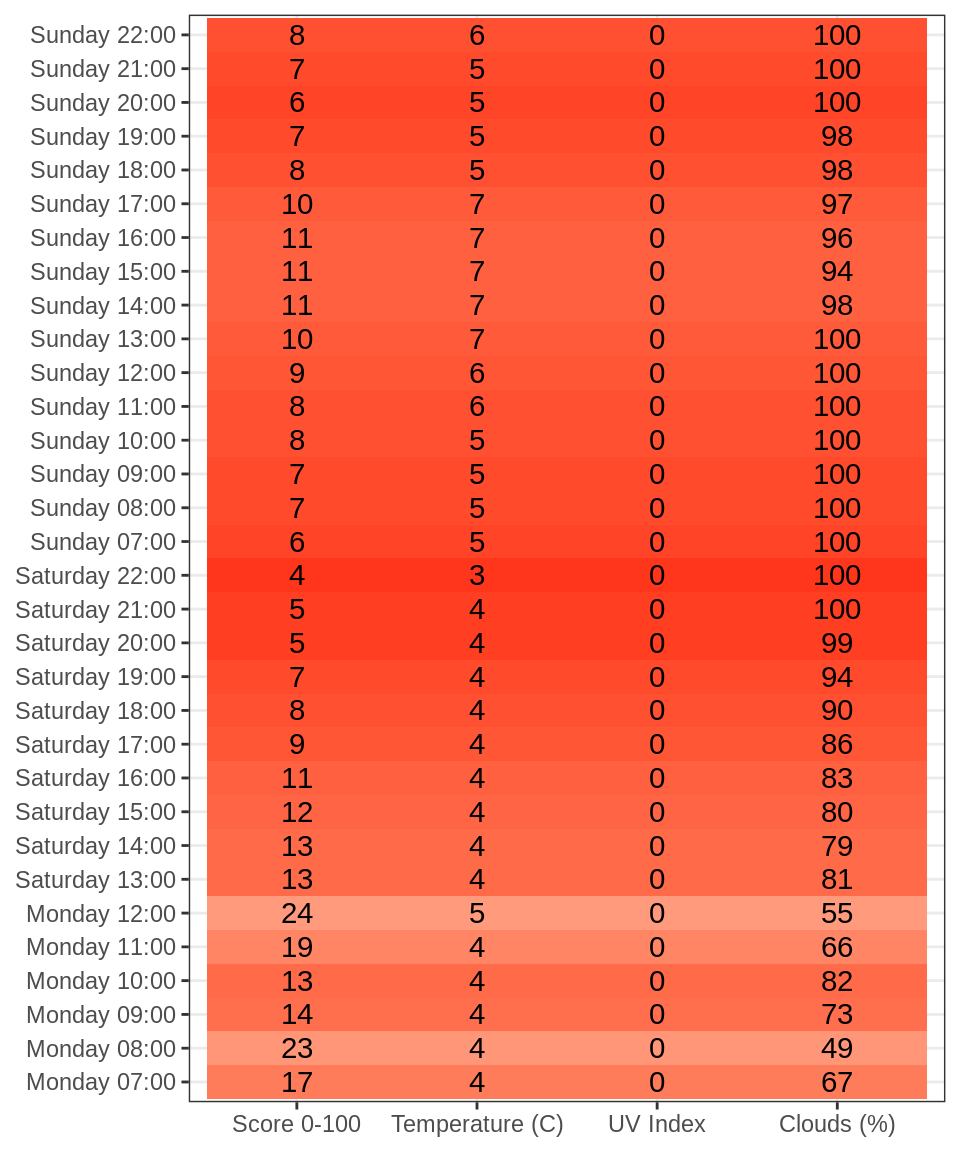 Sunday 22:00 8 6 0 100
Sunday 21:00 7 5 0 100
Sunday 20:00 6 5 0 100
Sunday 19:00 7 5 0 98
Sunday 18:00 8 5 0 98
Sunday 17:00 10 7 0 97
Sunday 16:00 11 7 0 96
Sunday 15:00 11 7 0 94
Sunday 14:00 11 7 0 98
Sunday 13:00 10 7 0 100
Sunday 12:00 9 6 0 100
Sunday 11:00 8 6 0 100
Sunday 10:00 8 5 0 100
Sunday 09:00 7 5 0 100
Sunday 08:00 7 5 0 100
Sunday 07:00 6 5 0 100
Saturday 22:00 4 3 0 100
Saturday 21:00 5 4 0 100
Saturday 20:00 5 4 0 99
Saturday 19:00 7 4 0 94
Saturday 18:00 8 4 0 90
Saturday 17:00 9 4 0 86
Saturday 16:00 11 4 0 83
Saturday 15:00 12 4 0 80
Saturday 14:00 13 4 0 79
Saturday 13:00 13 4 0 81
Monday 12:00 24 5 0 55
Monday 11:00 19 4 0 66
Monday 10:00 13 4 0 82
Monday 09:00 14 4 0 73
Monday 08:00 23 4 0 49
Monday 07:00 17 4 0 67
Score 0-100 Temperature (C) UV Index Clouds (%)